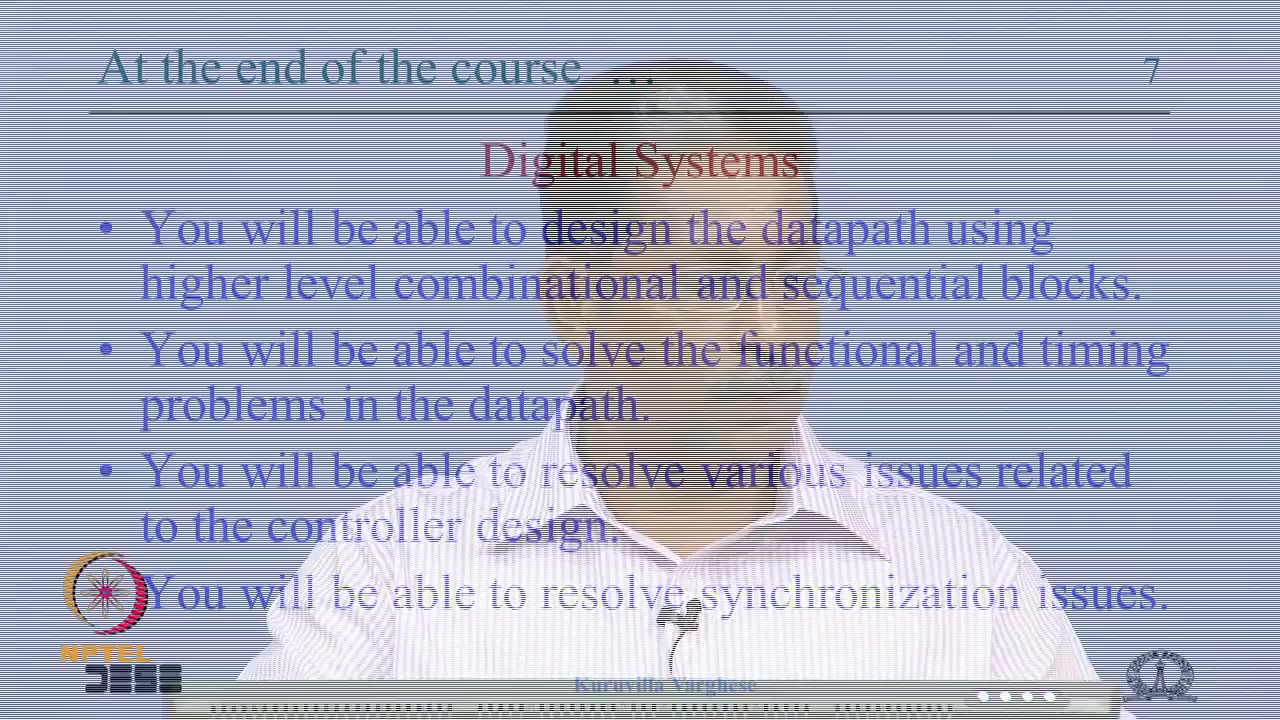 At the end of the course ... 7
Digital Systems
• You will be able to design the datapath using
higher level combinational and sequential blocks.
• You will be able to solve the functional and timing
problems in the datapath.
• You will be able to resolve various issues related
to the controller design.
You will be able to resolve synchronization issues.
NPTEL
Kuruvilla Varghese